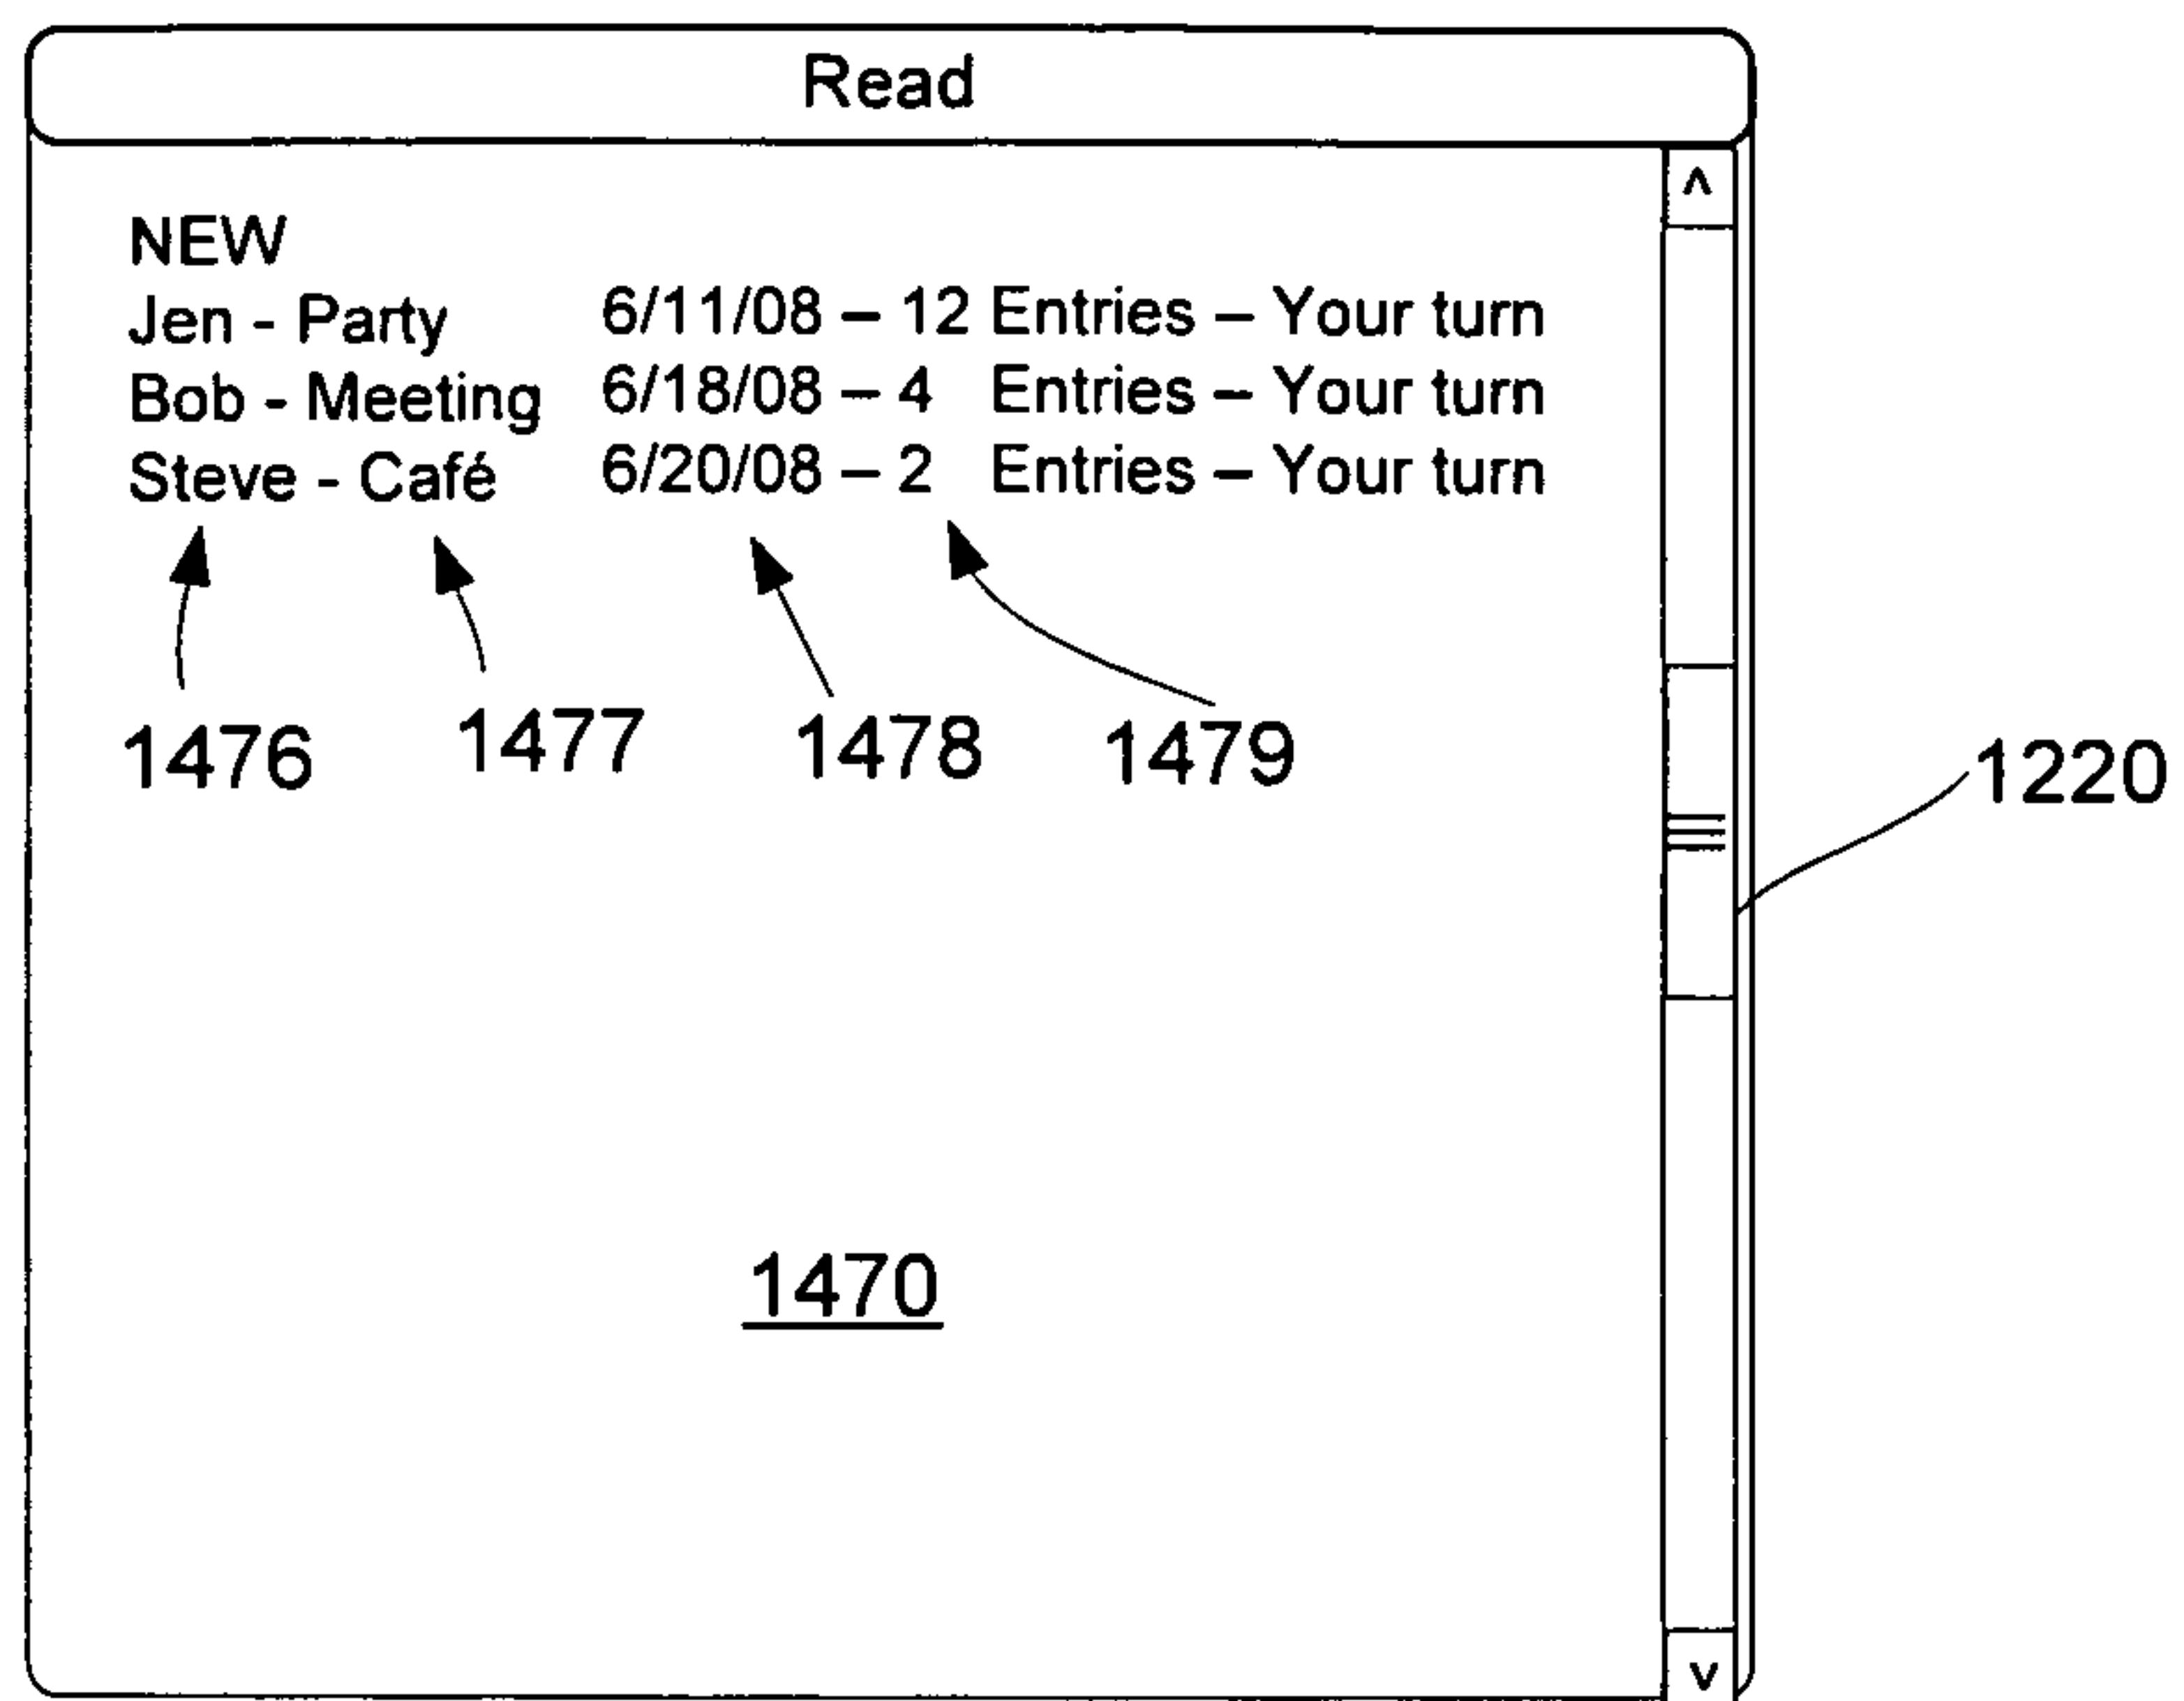 Read
^
NEW
Jen - Party 6/11/08 – 12 Entries – Your turn
Bob - Meeting 6/18/08 – 4 Entries – Your turn
Steve - Café 6/20/08 – 2 Entries – Your turn
1476 1477 1478 1479 1220
1470
v